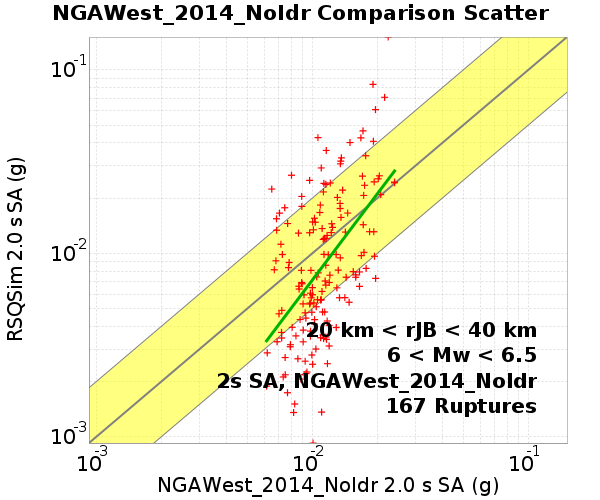 NGAWest_2014_NoIdr Comparison Scatter
RSQSim 2.0 s SA (g)
10-1
10-2
10-3
20 km < rJB < 40 km
6 < Mw < 6.5
2s SA, NGAWest_2014_NoIdr
167 Ruptures
10-3 10-2 10-1
NGAWest_2014_NoIdr 2.0 s SA (g)